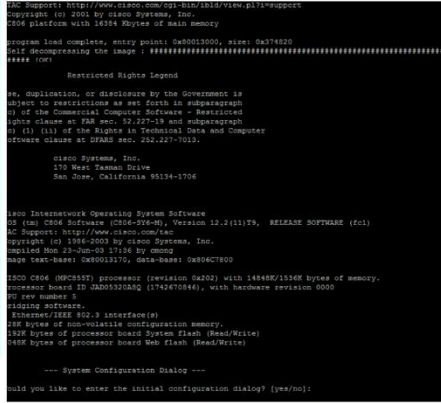 TAC Support: http://www.cisco.com/cgi-bin/ibld/view.pl?i=support
Copyright (c) 2001 by cisco Systems, Inc.
C806 platform with 16384 Kbytes of main memory
program load complete, entry point: 0x80013000, size: 0x374820
Self decompressing the image : ################################################
##### [OK]
Restricted Rights Legend
se, duplication, or disclosure by the Government is
ubject to restrictions as set forth in subparagraph
c) of the Commercial Computer Software - Restricted
ights clause at FAR sec. 52.227-19 and subparagraph
c) (1) (ii) of the Rights in Technical Data and Computer
oftware clause at DFARS sec. 252.227-7013.
cisco Systems, Inc.
170 West Tasman Drive
San Jose, California 95134-1706
isco Internetwork Operating System Software
OS (tm) C806 Software (C806-SY6-M), Version 12.2(11)T9, RELEASE SOFTWARE (fc1)
AC Support: http://www.cisco.com/tac
opyright (c) 1986-2003 by cisco Systems, Inc.
ompiled Mon 23-Jun-03 17:36 by cmong
mage text-base: 0x80013170, data-base: 0x806C7800
ISCO C806 (MPC855T) processor (revision 0x202) with 14848K/1536K bytes of memory.
rocessor board ID JAD05320A8Q (1742670846), with hardware revision 0000
PU rev number 5
ridging software.
Ethernet/IEEE 802.3 interface(s)
28K bytes of non-volatile configuration memory.
192K bytes of processor board System flash (Read/Write)
048K bytes of processor board Web flash (Read/Write)
--- System Configuration Dialog ---
ould you like to enter the initial configuration dialog? [yes/no]: